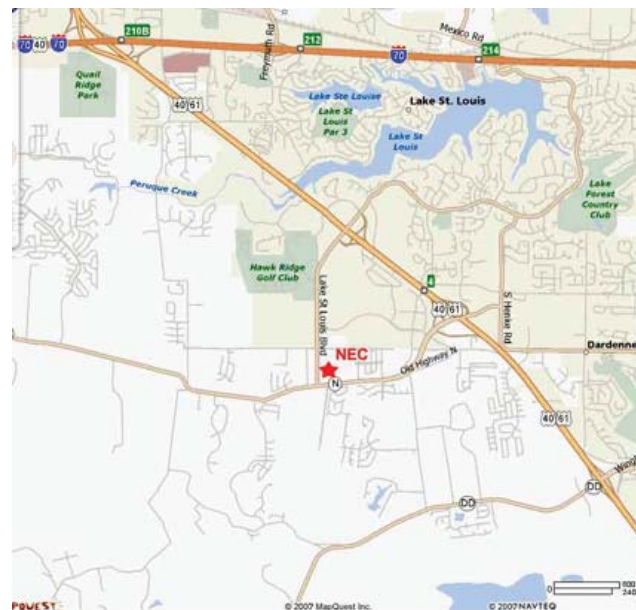 70
40
70
210B
212
70
214
Mexico Rd
Freymuth Rd
Quail
Ridge
Park
40 61
Lake Ste Louise
Lake St
Louis
Par 3
Lake St. Louis
Lake St
Louis
Peruque Creek
Lake
Forest
Country
Club
Hawk Ridge
Golf Club
Lake St Louis Blvd
4
40 61
S Henke Rd
NEC
N
Old Highway N
Dardenne
40 61
DD
DD
0
© 2007 MapQuest Inc.
© 2007 NAVTEQ